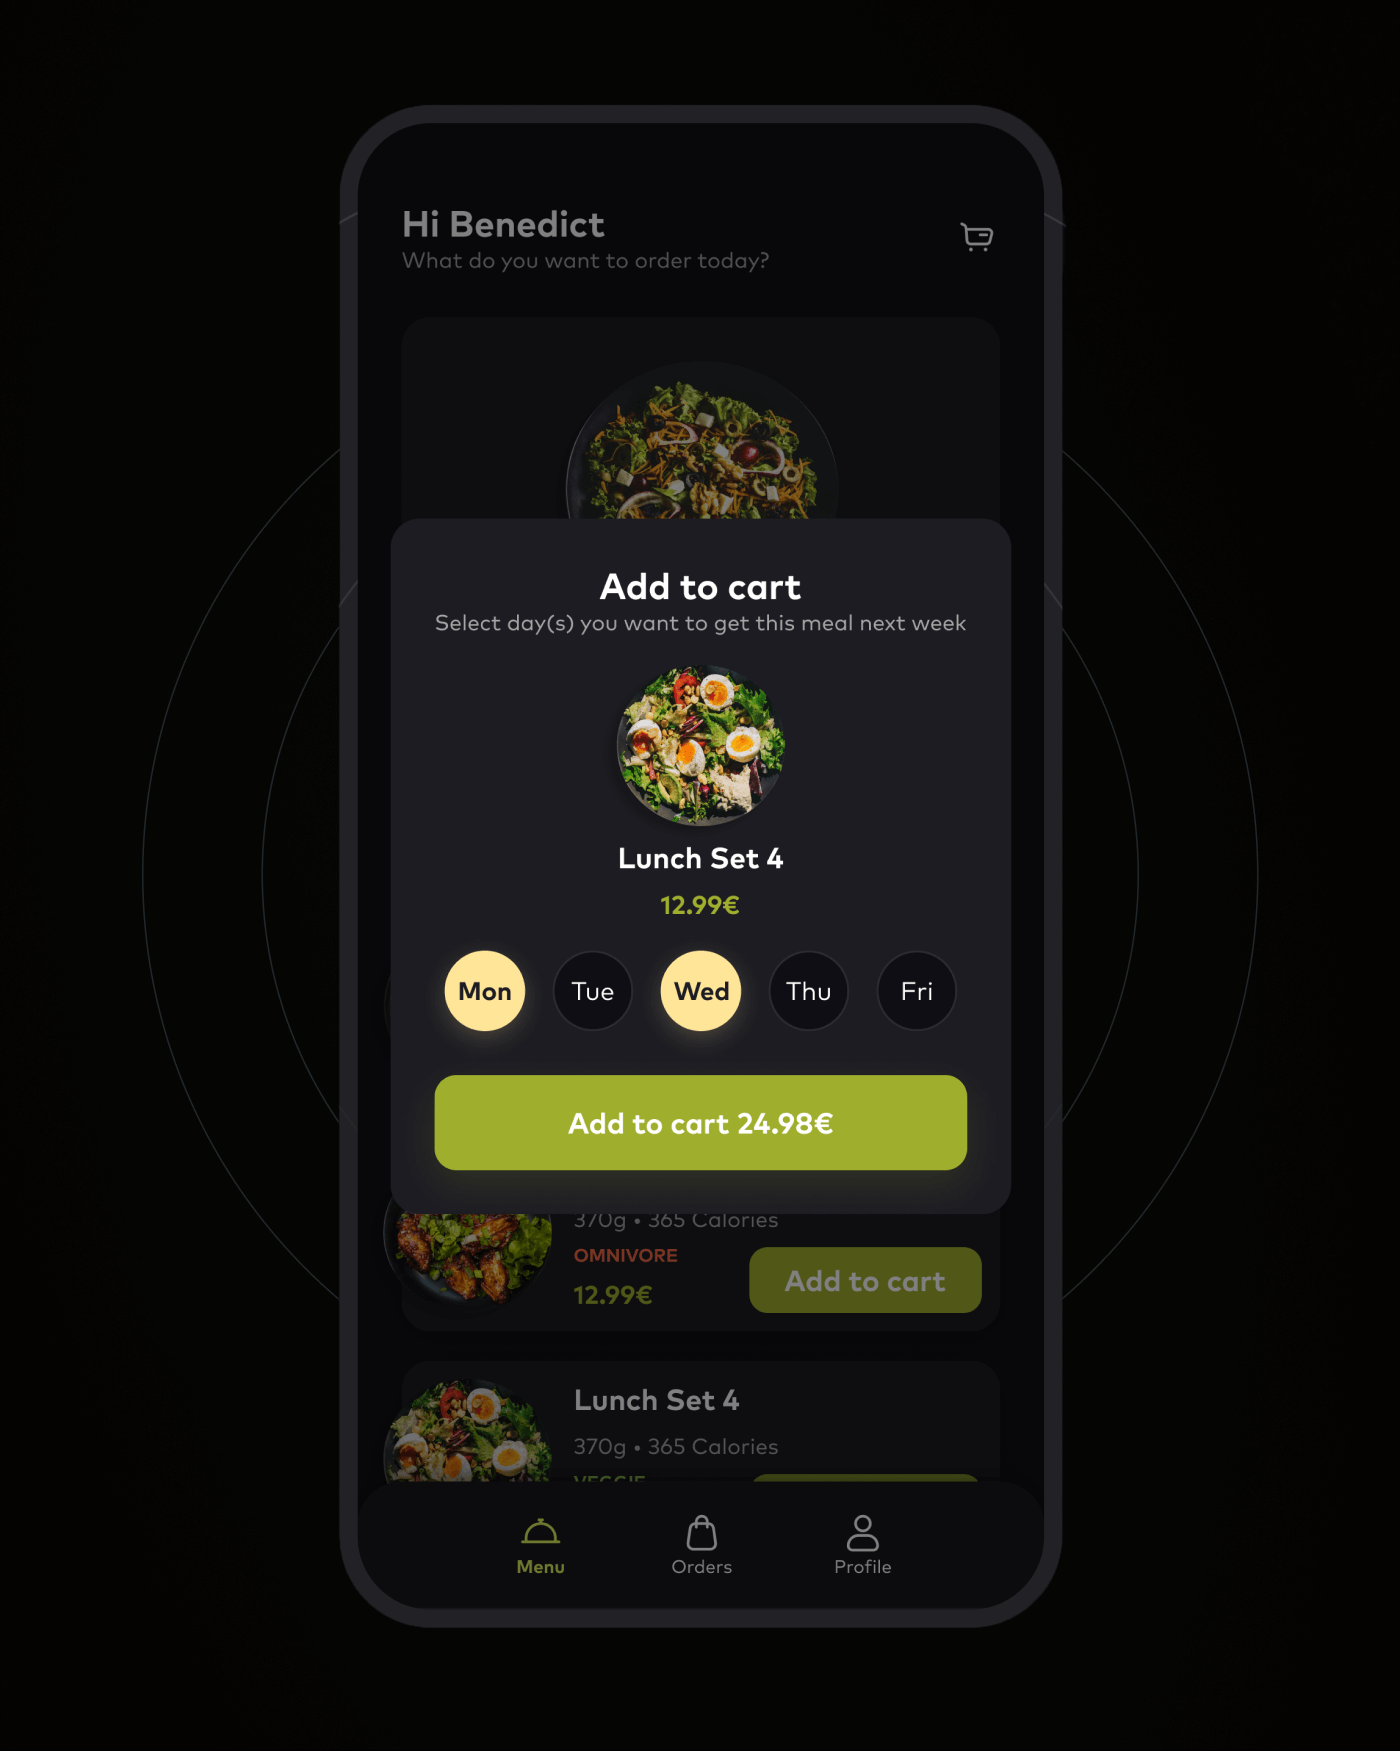 Hi Benedict
What do you want to order today?
Add to cart
Select day(s) you want to get this meal next week
Lunch Set 4
12.99€
Mon Tue Wed Thu Fri
Add to cart 24.98€
370g • 365 Calories
OMNIVORE
12.99€
Add to cart
Lunch Set 4
370g • 365 Calories
VEGGIE
Menu Orders Profile